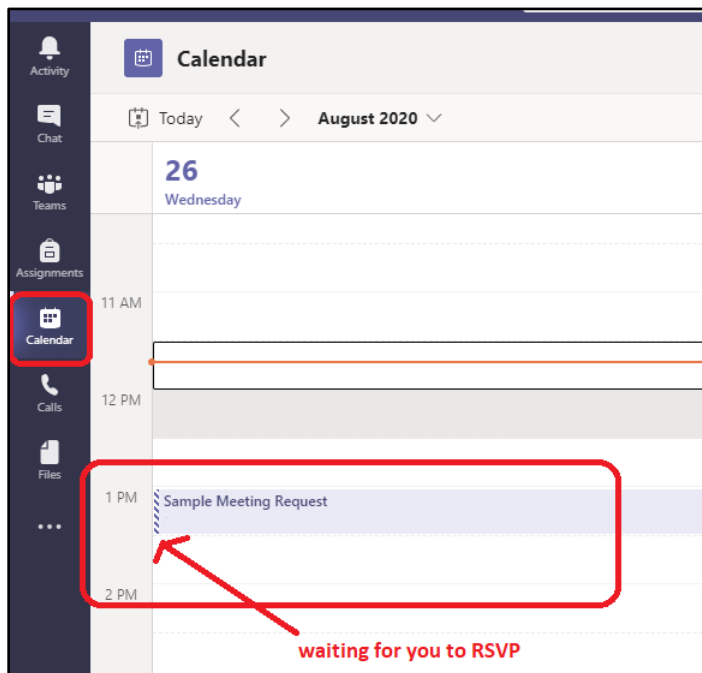 Activity
Chat
Teams
Assignments
Calendar
Calls
Files
Calendar
Today
August 2020
26
Wednesday
11 AM
12 PM
1 PM
Sample Meeting Request
2 PM
waiting for you to RSVP